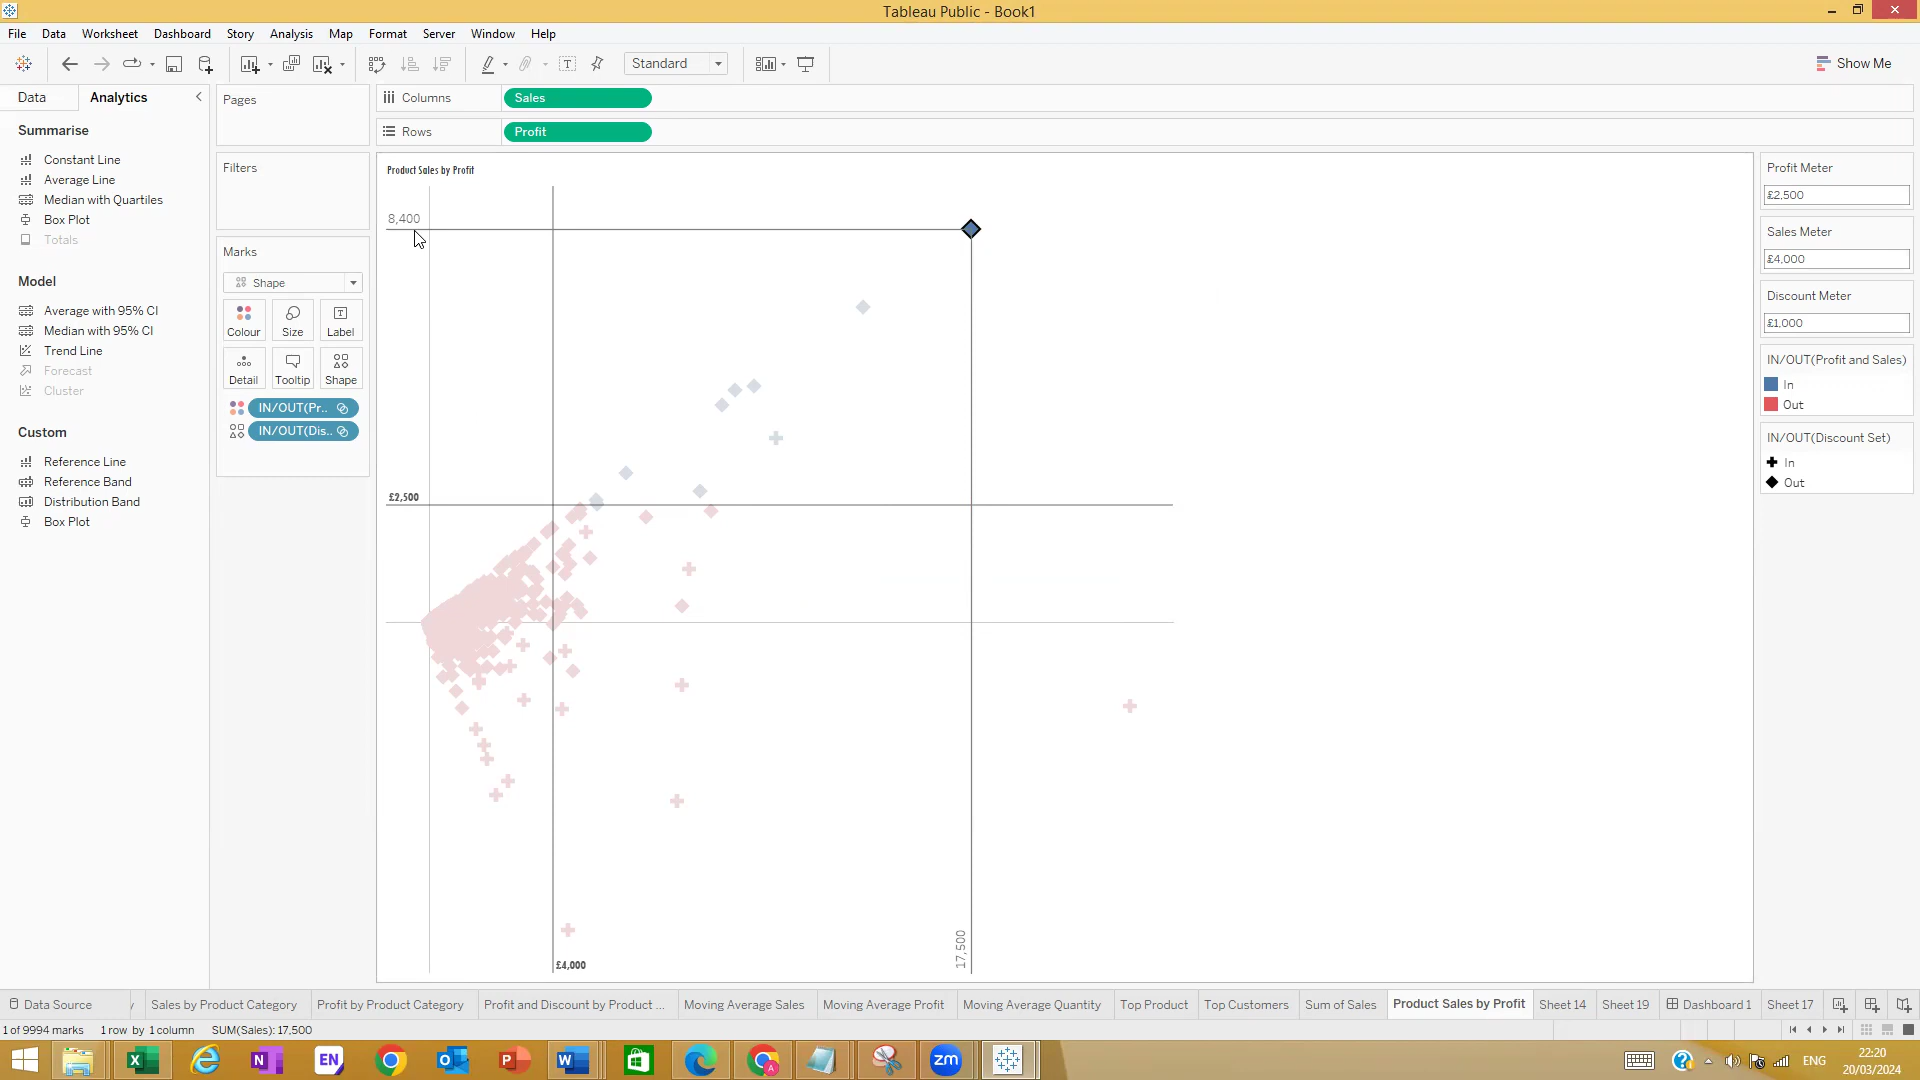 Tableau Public - Book1
File Data Worksheet Dashboard Story Analysis Map Format Server Window Help
Standard
Show Me
Data Analytics
Summarise
Constant Line
Average Line
Median with Quartiles
Box Plot
Totals
Model
Average with 95% CI
Median with 95% CI
Trend Line
Forecast
Cluster
Custom
Reference Line
Reference Band
Distribution Band
Box Plot
Pages
Filters
Marks
Shape
Colour Size Label
Detail Tooltip Shape
IN/OUT(Pr..
IN/OUT(Dis..
Columns Sales
Rows Profit
Product Sales by Profit
8,400
£2,500
£4,000
17,500
Profit Meter
£2,500
Sales Meter
£4,000
Discount Meter
£1,000
IN/OUT(Profit and Sales)
In
Out
IN/OUT(Discount Set)
In
Out
Data Source y Sales by Product Category Profit by Product Category Profit and Discount by Product ... Moving Average Sales Moving Average Profit Moving Average Quantity Top Product Top Customers Sum of Sales Product Sales by Profit Sheet 14 Sheet 19 Dashboard 1 Sheet 17
1 of 9994 marks 1 row by 1 column SUM(Sales): 17,500
N EN zm A ENG
22:20
20/03/2024